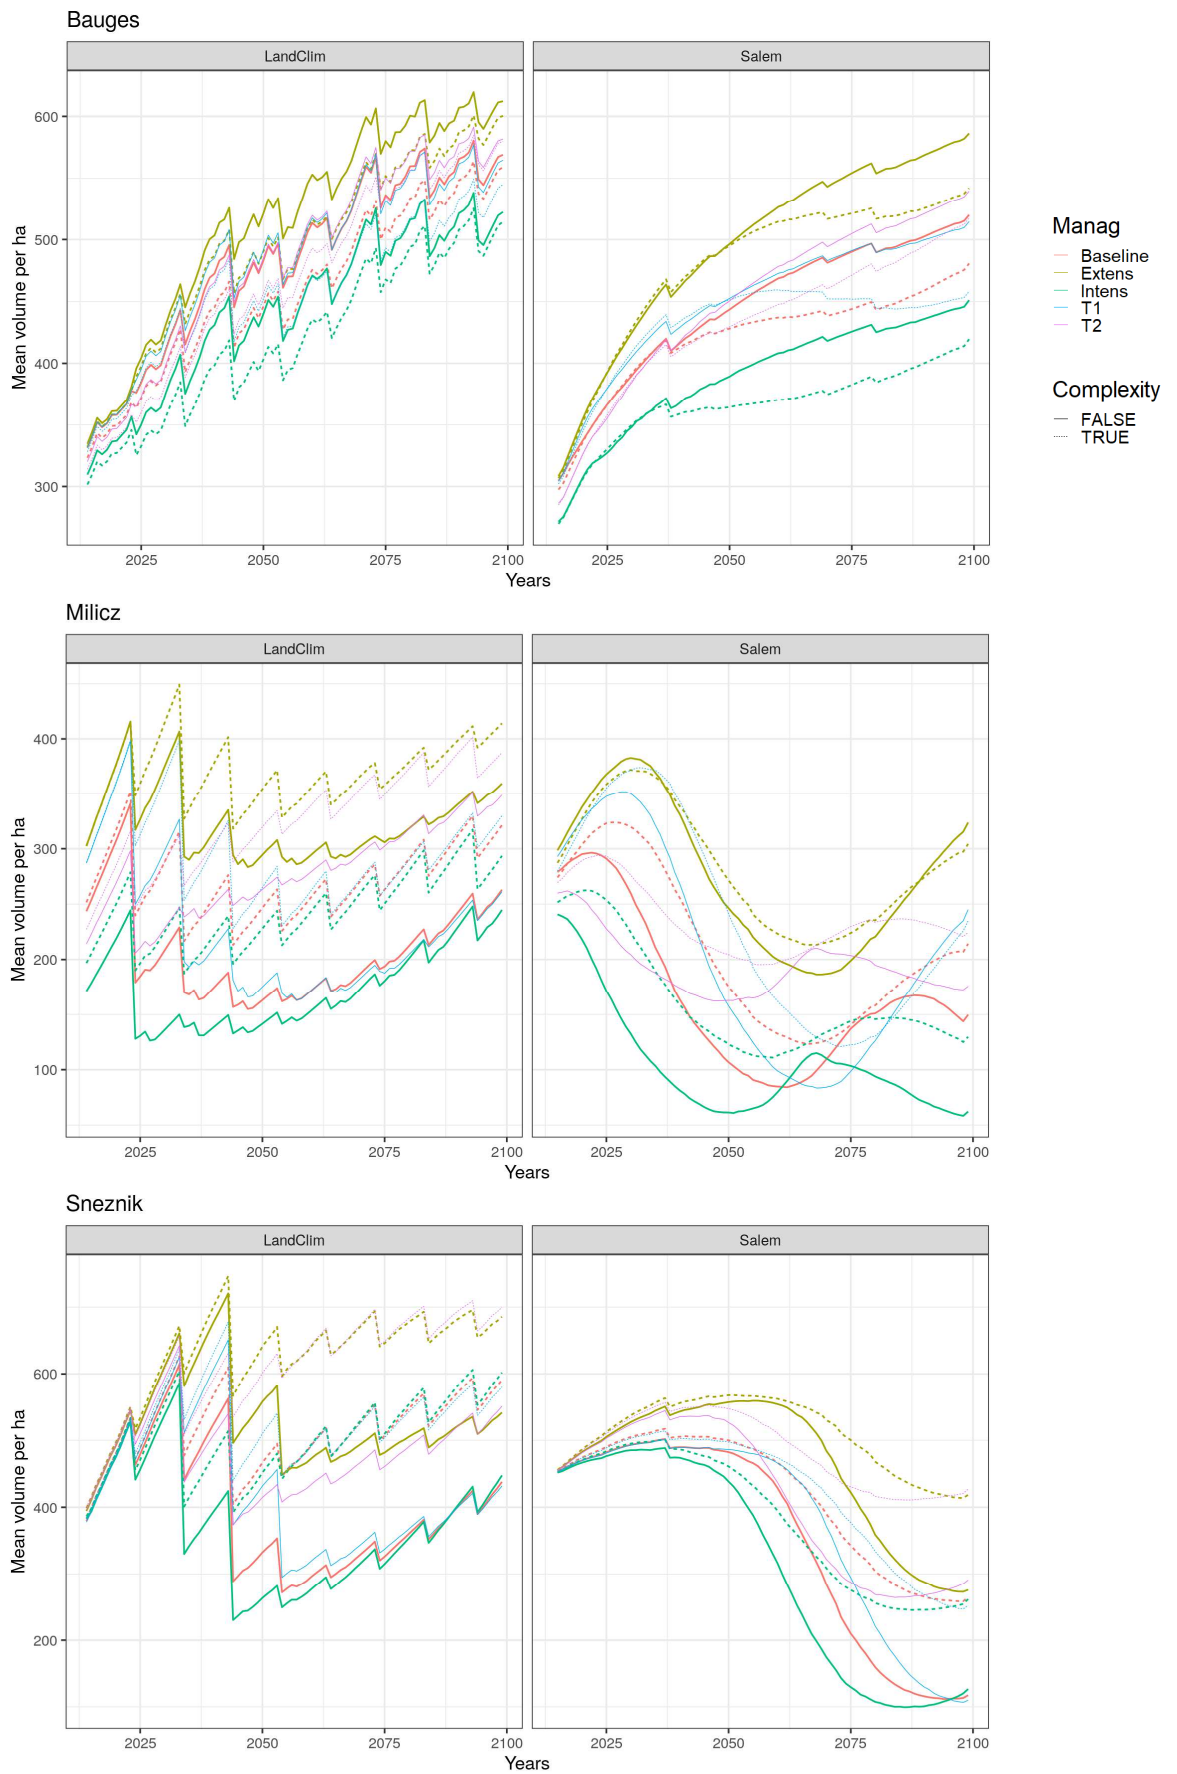 Bauges
LandClim
Salem
Mean volume per ha
600
500
400
300
2025
2050
2075
2100
2025
2050
2075
2100
Years
Manag
Baseline
Extens
Intens
T1
T2
Complexity
FALSE
TRUE
Milicz
LandClim
Salem
Mean volume per ha
400
300
200
100
2025
2050
2075
2100
2025
2050
2075
2100
Years
Sneznik
LandClim
Salem
Mean volume per ha
600
400
200
2025
2050
2075
2100
2025
2050
2075
2100
Years